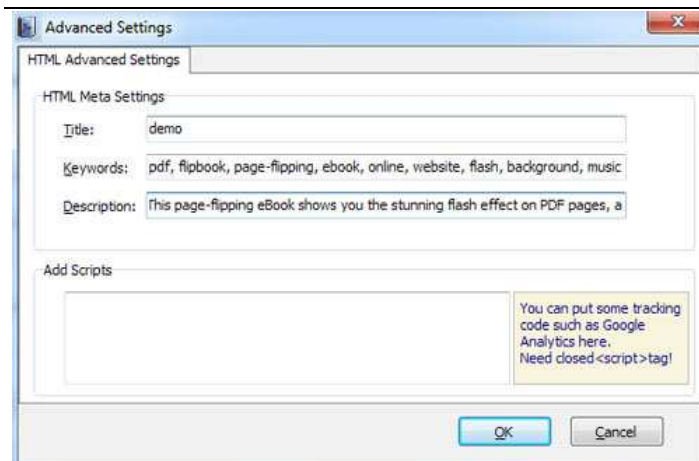 Advanced Settings
HTML Advanced Settings
HTML Meta Settings
Title: demo
Keywords: pdf, flipbook, page-flipping, ebook, online, website, flash, background, music
Description: This page-flipping eBook shows you the stunning flash effect on PDF pages, a
Add Scripts
You can put some tracking
code such as Google
Analytics here.
Need closed<script>tag!
OK Cancel